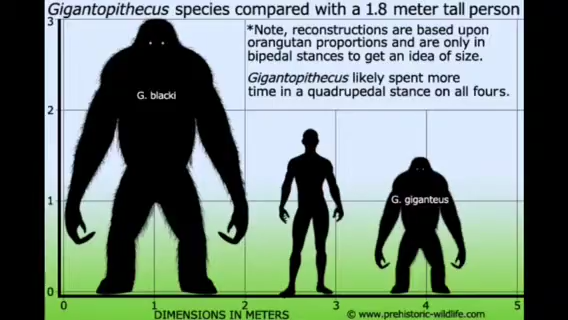 Gigantopithecus species compared with a 1.8 meter tall person
*Note, reconstructions are based upon
orangutan proportions and are only in
bipedal stances to get an idea of size.
Gigantopithecus likely spent more
time in a quadrupedal stance on all fours.
G. blacki
G. giganteus
3
2
1
0
0 1 2 3 4 5
DIMENSIONS IN METERS © www.prehistoric-wildlife.com